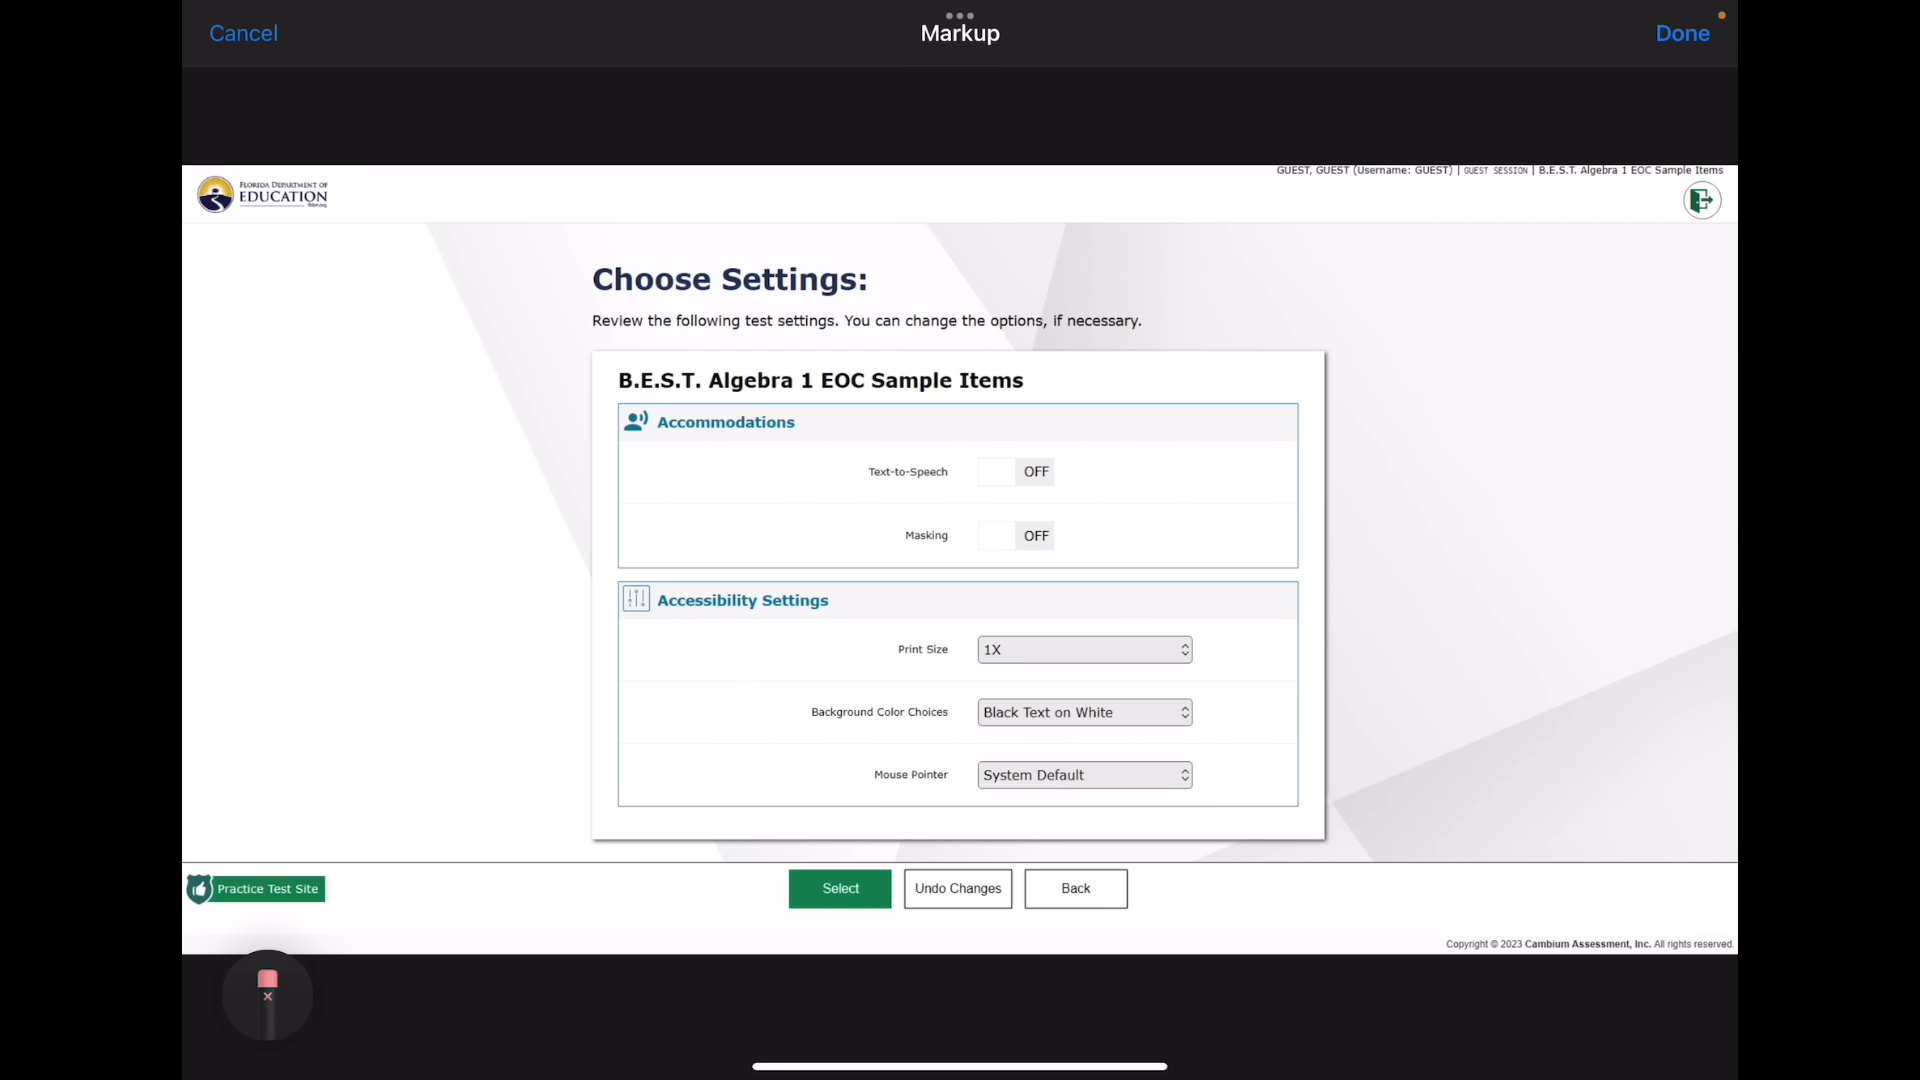 Cancel
Markup
Done
GUEST, GUEST (Username: GUEST) | GUEST SESSION | B.E.S.T. Algebra 1 EOC Sample Items
FLORIDA DEPARTMENT OF
EDUCATION
fldoe.org
Choose Settings:
Review the following test settings. You can change the options, if necessary.
B.E.S.T. Algebra 1 EOC Sample Items
Accommodations
Text-to-Speech OFF
Masking OFF
Accessibility Settings
Print Size 1X
Background Color Choices Black Text on White
Mouse Pointer System Default
Practice Test Site
Select
Undo Changes
Back
Copyright © 2023 Cambium Assessment, Inc. All rights reserved.